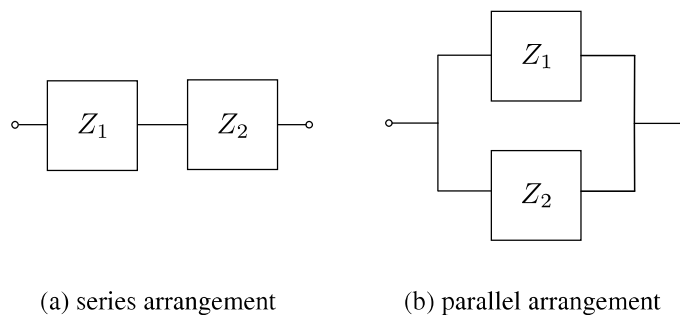 Z₁
Z₂
Z₁
Z₂
(a) series arrangement
(b) parallel arrangement